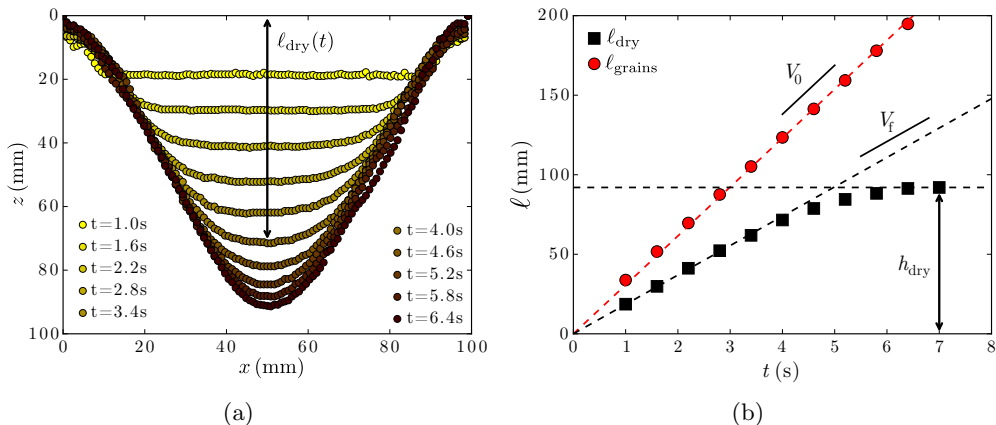 0
20
40
60
80
100
z (mm)
ℓdry(t)
t=1.0s
t=1.6s
t=2.2s
t=2.8s
t=3.4s
t=4.0s
t=4.6s
t=5.2s
t=5.8s
t=6.4s
0 20 40 60 80 100
x (mm)
(a)
200
150
100
50
0
ℓ (mm)
ℓdry
ℓgrains
V0
Vf
hdry
0 1 2 3 4 5 6 7 8
t (s)
(b)